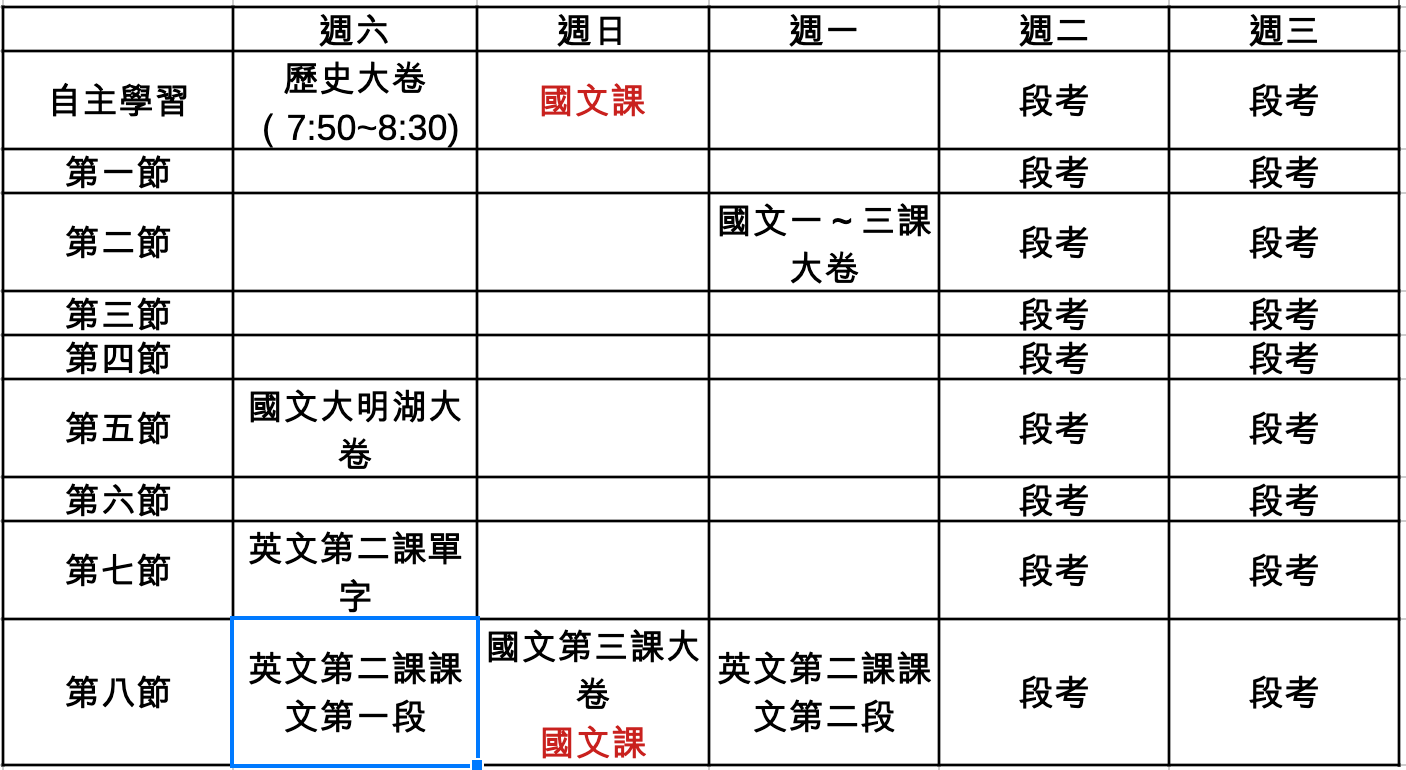 週六 週日 週一 週二 週三
自主學習 歷史大卷 國文課 段考 段考
( 7:50~8:30)
第一節 段考 段考
第二節 國文一～三課 段考 段考
大卷
第三節 段考 段考
第四節 段考 段考
第五節 國文大明湖大 段考 段考
卷
第六節 段考 段考
第七節 英文第二課單 段考 段考
字
第八節 英文第二課課 國文第三課大 英文第二課課 段考 段考
文第一段 卷 文第二段
國文課